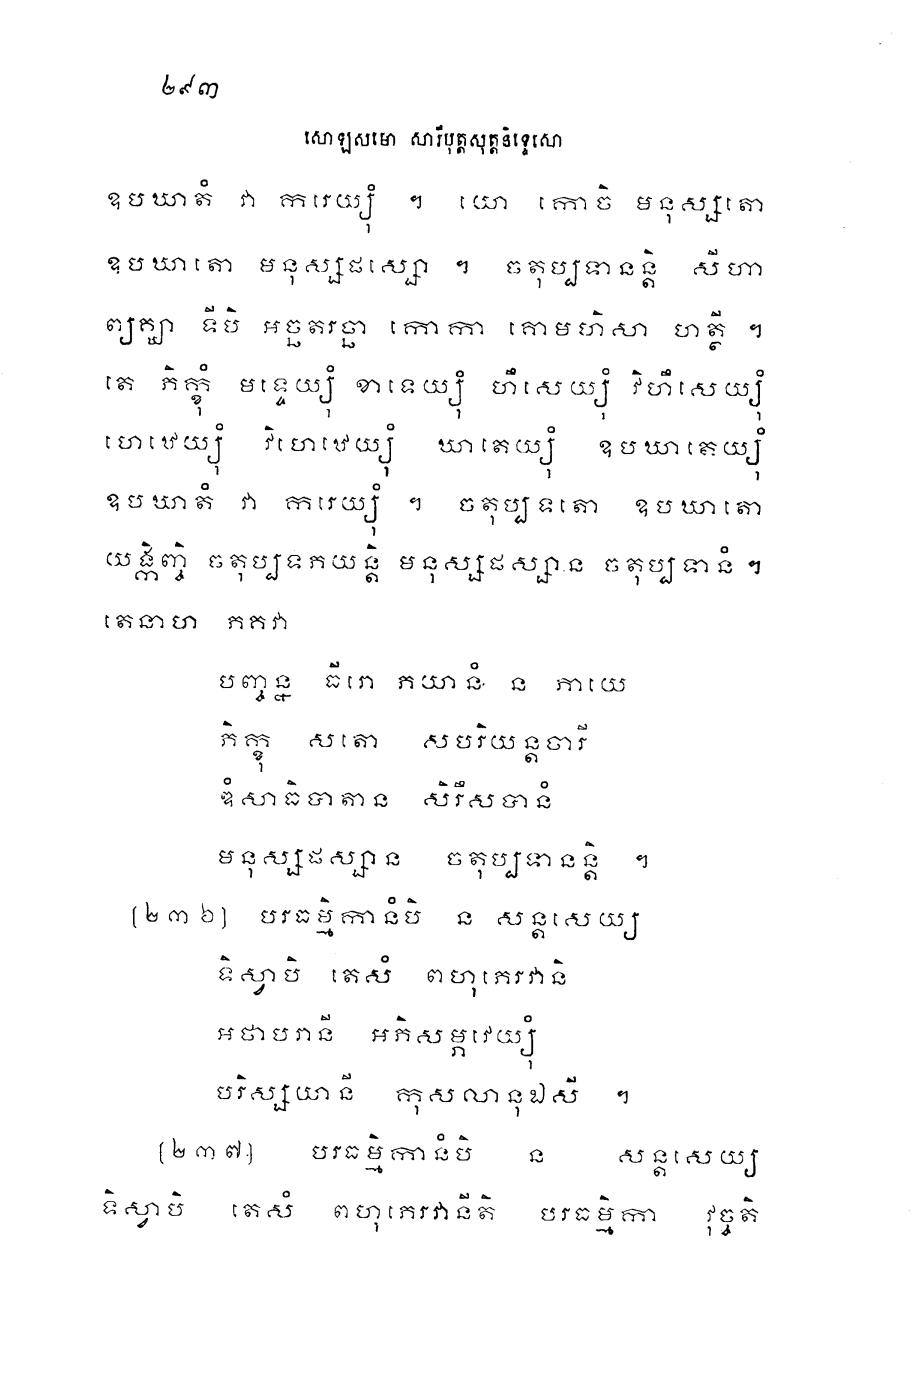 ២៩៣
សោឡសមោ សារីបុត្តសុត្តនិទ្ទេសោ
ឧបឃាតំ វា ករេយ្យុំ ។ យោ កោចិ មនុស្សតោ
ឧបឃាតោ មនុស្សផស្សោ ។ ចតុប្បទានន្តិ សីហា
ព្យគ្ឃា ទីបិ អច្ឆតរច្ឆា កោកា គោមហិសា ហត្ថី ។
តេ ភិក្ខុំ មទ្ទេយ្យុំ ខាទេយ្យុំ ហឹសេយ្យុំ វិហឹសេយ្យុំ
ហេឋេយ្យុំ វិហេឋេយ្យុំ ឃាតេយ្យុំ ឧបឃាតេយ្យុំ
ឧបឃាតំ វា ករេយ្យុំ ។ ចតុប្បទតោ ឧបឃាតោ
យង្កិញ្ចិ ចតុប្បទភយន្តិ មនុស្សផស្សាន ចតុប្បទានំ ។
តេនាហ ភគវា
បញ្ចន្ន ធីរោ ភយានំ ន ភាយេ
ភិក្ខុ សតោ សបរិយន្តចារី
ឌំសាធិបាតាន សិរឹសបានំ
មនុស្សផស្សាន ចតុប្បទានន្តិ ។
[២៣៦] បរធម្មិកានំបិ ន សន្តសេយ្យ
ទិស្វាបិ តេសំ ពហុភេរវានិ
អថាបរានី អភិសម្ភវេយ្យុំ
បរិស្សយានី កុសលានុឯសី ។
[២៣៧] បរធម្មិកានំបិ ន សន្តសេយ្យ
ទិស្វាបិ តេសំ ពហុភេរវានីតិ បរធម្មិកា វុច្ចតិ